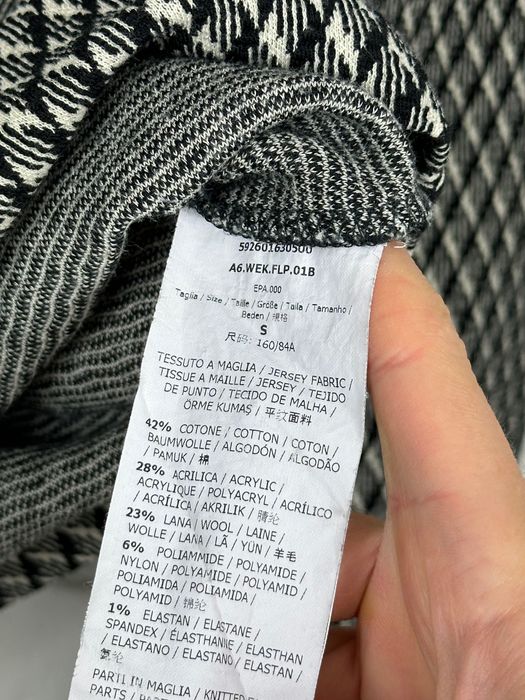 59260163050U
A6.WEK.FLP.01B
EPA.000
Taglia / Size / Taille / Größe / Talla / Tamanho /
Beden / 規格
S
尺码: 160/84A
TESSUTO A MAGLIA / JERSEY FABRIC /
TISSUE A MAILLE / JERSEY / TEJIDO
DE PUNTO / TECIDO DE MALHA /
ÖRME KUMAS / 平纹面料
42% COTONE / COTTON / COTON /
BAUMWOLLE / ALGODÓN / ALGODÃO
/ PAMUK / 棉
28% ACRILICA / ACRYLIC /
ACRYLIQUE / POLYACRYL / ACRÍLICO
/ ACRÍLICA / AKRILIK / 腈纶
23% LANA / WOOL / LAINE /
WOLLE / LANA / LÃ / YÜN / 羊毛
6% POLIAMMIDE / POLYAMIDE /
NYLON / POLYAMIDE / POLYAMID /
POLIAMIDA / POLIAMIDA /
POLYAMID / 锦纶
1% ELASTAN / ELASTANE /
SPANDEX / ÉLASTHANNE / ELASTHAN
/ ELASTANO / ELASTANO / ELASTAN /
氨纶
PARTI IN MAGLIA / KNITTED